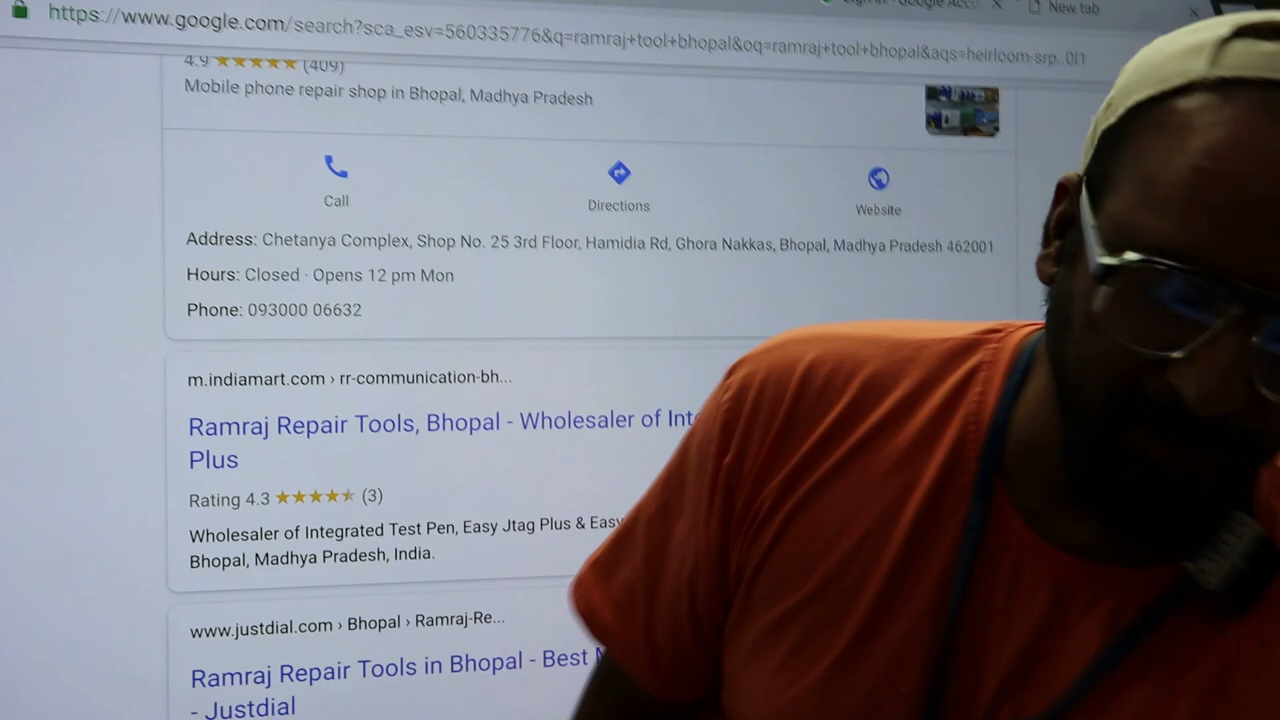 New tab
https://www.google.com/search?sca_esv=560335776&q=ramraj+tool+bhopal&oq=ramraj+tool+bhopal&aqs=heirloom-srp..0l1
4.9 (409)
Mobile phone repair shop in Bhopal, Madhya Pradesh
Call
Directions
Website
Address: Chetanya Complex, Shop No. 25 3rd Floor, Hamidia Rd, Ghora Nakkas, Bhopal, Madhya Pradesh 462001
Hours: Closed · Opens 12 pm Mon
Phone: 093000 06632
m.indiamart.com › rr-communication-bh...
Ramraj Repair Tools, Bhopal - Wholesaler of
Plus
Rating 4.3 (3)
Wholesaler of Integrated Test Pen, Easy Jtag Plus & Easy
Bhopal, Madhya Pradesh, India.
www.justdial.com › Bhopal › Ramraj-Re...
Ramraj Repair Tools in Bhopal - Best
- Justdial